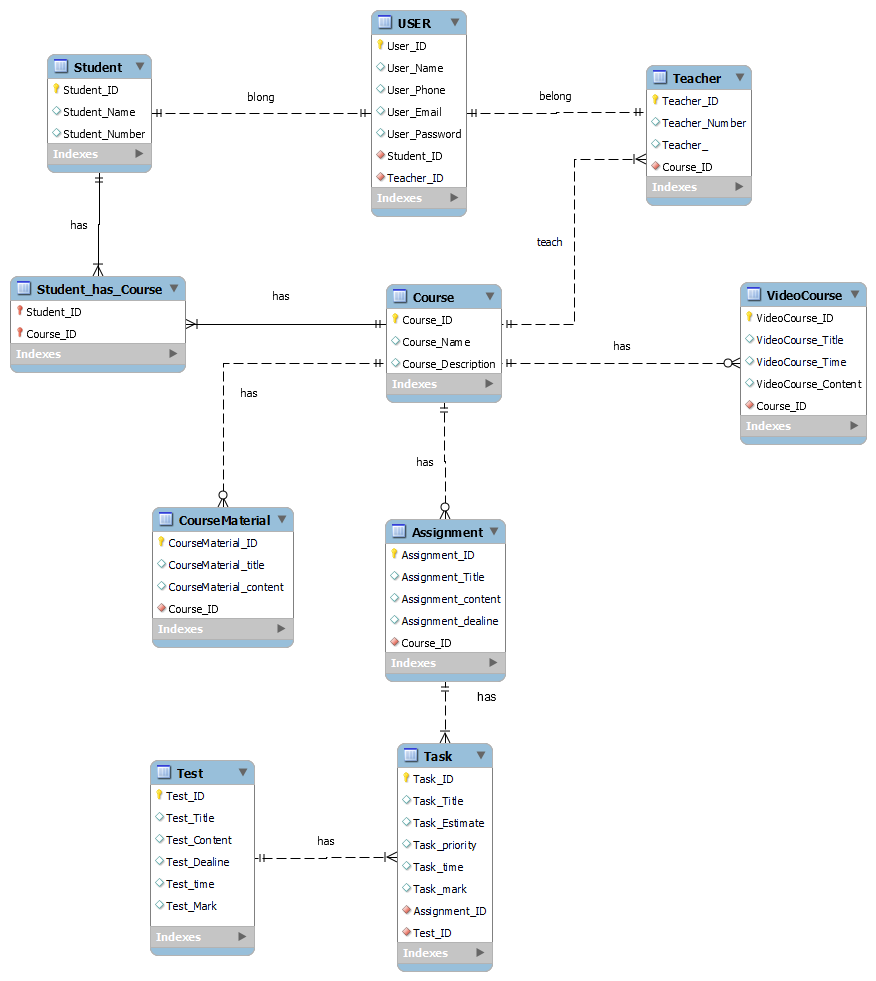 USER
User_ID
User_Name
User_Phone
User_Email
User_Password
Student_ID
Teacher_ID
Indexes
Student
Student_ID
Student_Name
Student_Number
Indexes
blong
belong
Teacher
Teacher_ID
Teacher_Number
Teacher_
Course_ID
Indexes
has
teach
Student_has_Course
Student_ID
Course_ID
Indexes
has
Course
Course_ID
Course_Name
Course_Description
Indexes
has
VideoCourse
VideoCourse_ID
VideoCourse_Title
VideoCourse_Time
VideoCourse_Content
Course_ID
Indexes
has
has
CourseMaterial
CourseMaterial_ID
CourseMaterial_title
CourseMaterial_content
Course_ID
Indexes
Assignment
Assignment_ID
Assignment_Title
Assignment_content
Assignment_dealine
Course_ID
Indexes
has
Test
Test_ID
Test_Title
Test_Content
Test_Dealine
Test_time
Test_Mark
Indexes
has
Task
Task_ID
Task_Title
Task_Estimate
Task_priority
Task_time
Task_mark
Assignment_ID
Test_ID
Indexes